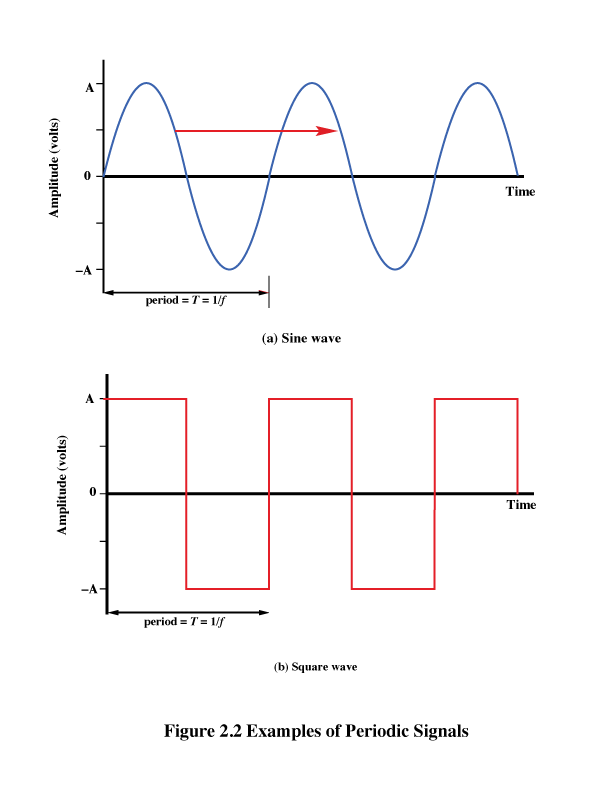 A
Amplitude (volts)
0
Time
−A
period = T = 1/f
(a) Sine wave
A
Amplitude (volts)
0
Time
−A
period = T = 1/f
(b) Square wave
Figure 2.2 Examples of Periodic Signals